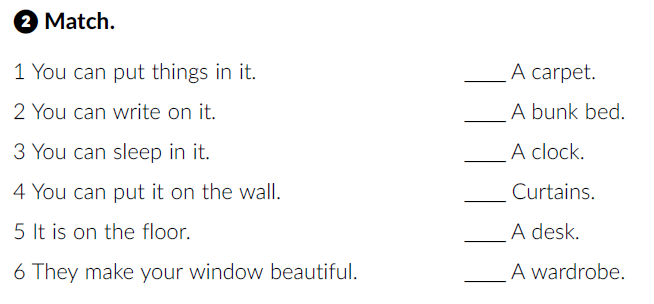 2 Match.
1 You can put things in it. ____ A carpet.
2 You can write on it. ____ A bunk bed.
3 You can sleep in it. ____ A clock.
4 You can put it on the wall. ____ Curtains.
5 It is on the floor. ____ A desk.
6 They make your window beautiful. ____ A wardrobe.